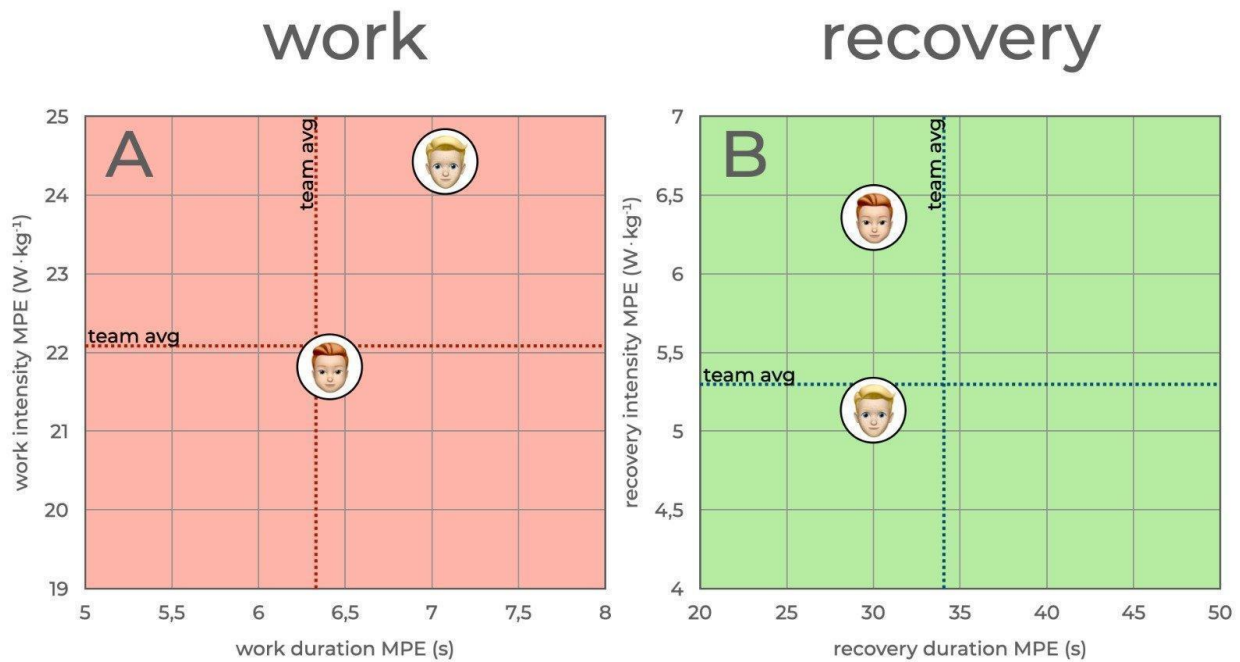 work
recovery
A
team avg
team avg
25
24
23
22
21
20
19
work intensity MPE (W·kg⁻¹)
5
5,5
6
6,5
7
7,5
8
work duration MPE (s)
B
team avg
team avg
7
6,5
6
5,5
5
4,5
4
recovery intensity MPE (W·kg⁻¹)
20
25
30
35
40
45
50
recovery duration MPE (s)